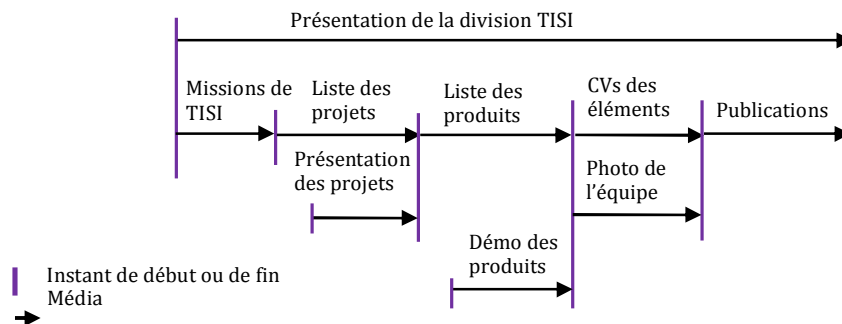 Présentation de la division TISI
Missions de
TISI
Liste des
projets
Liste des
produits
CVs des
éléments
Publications
Présentation
des projets
Photo de
l’équipe
Démo des
produits
Instant de début ou de fin
Média